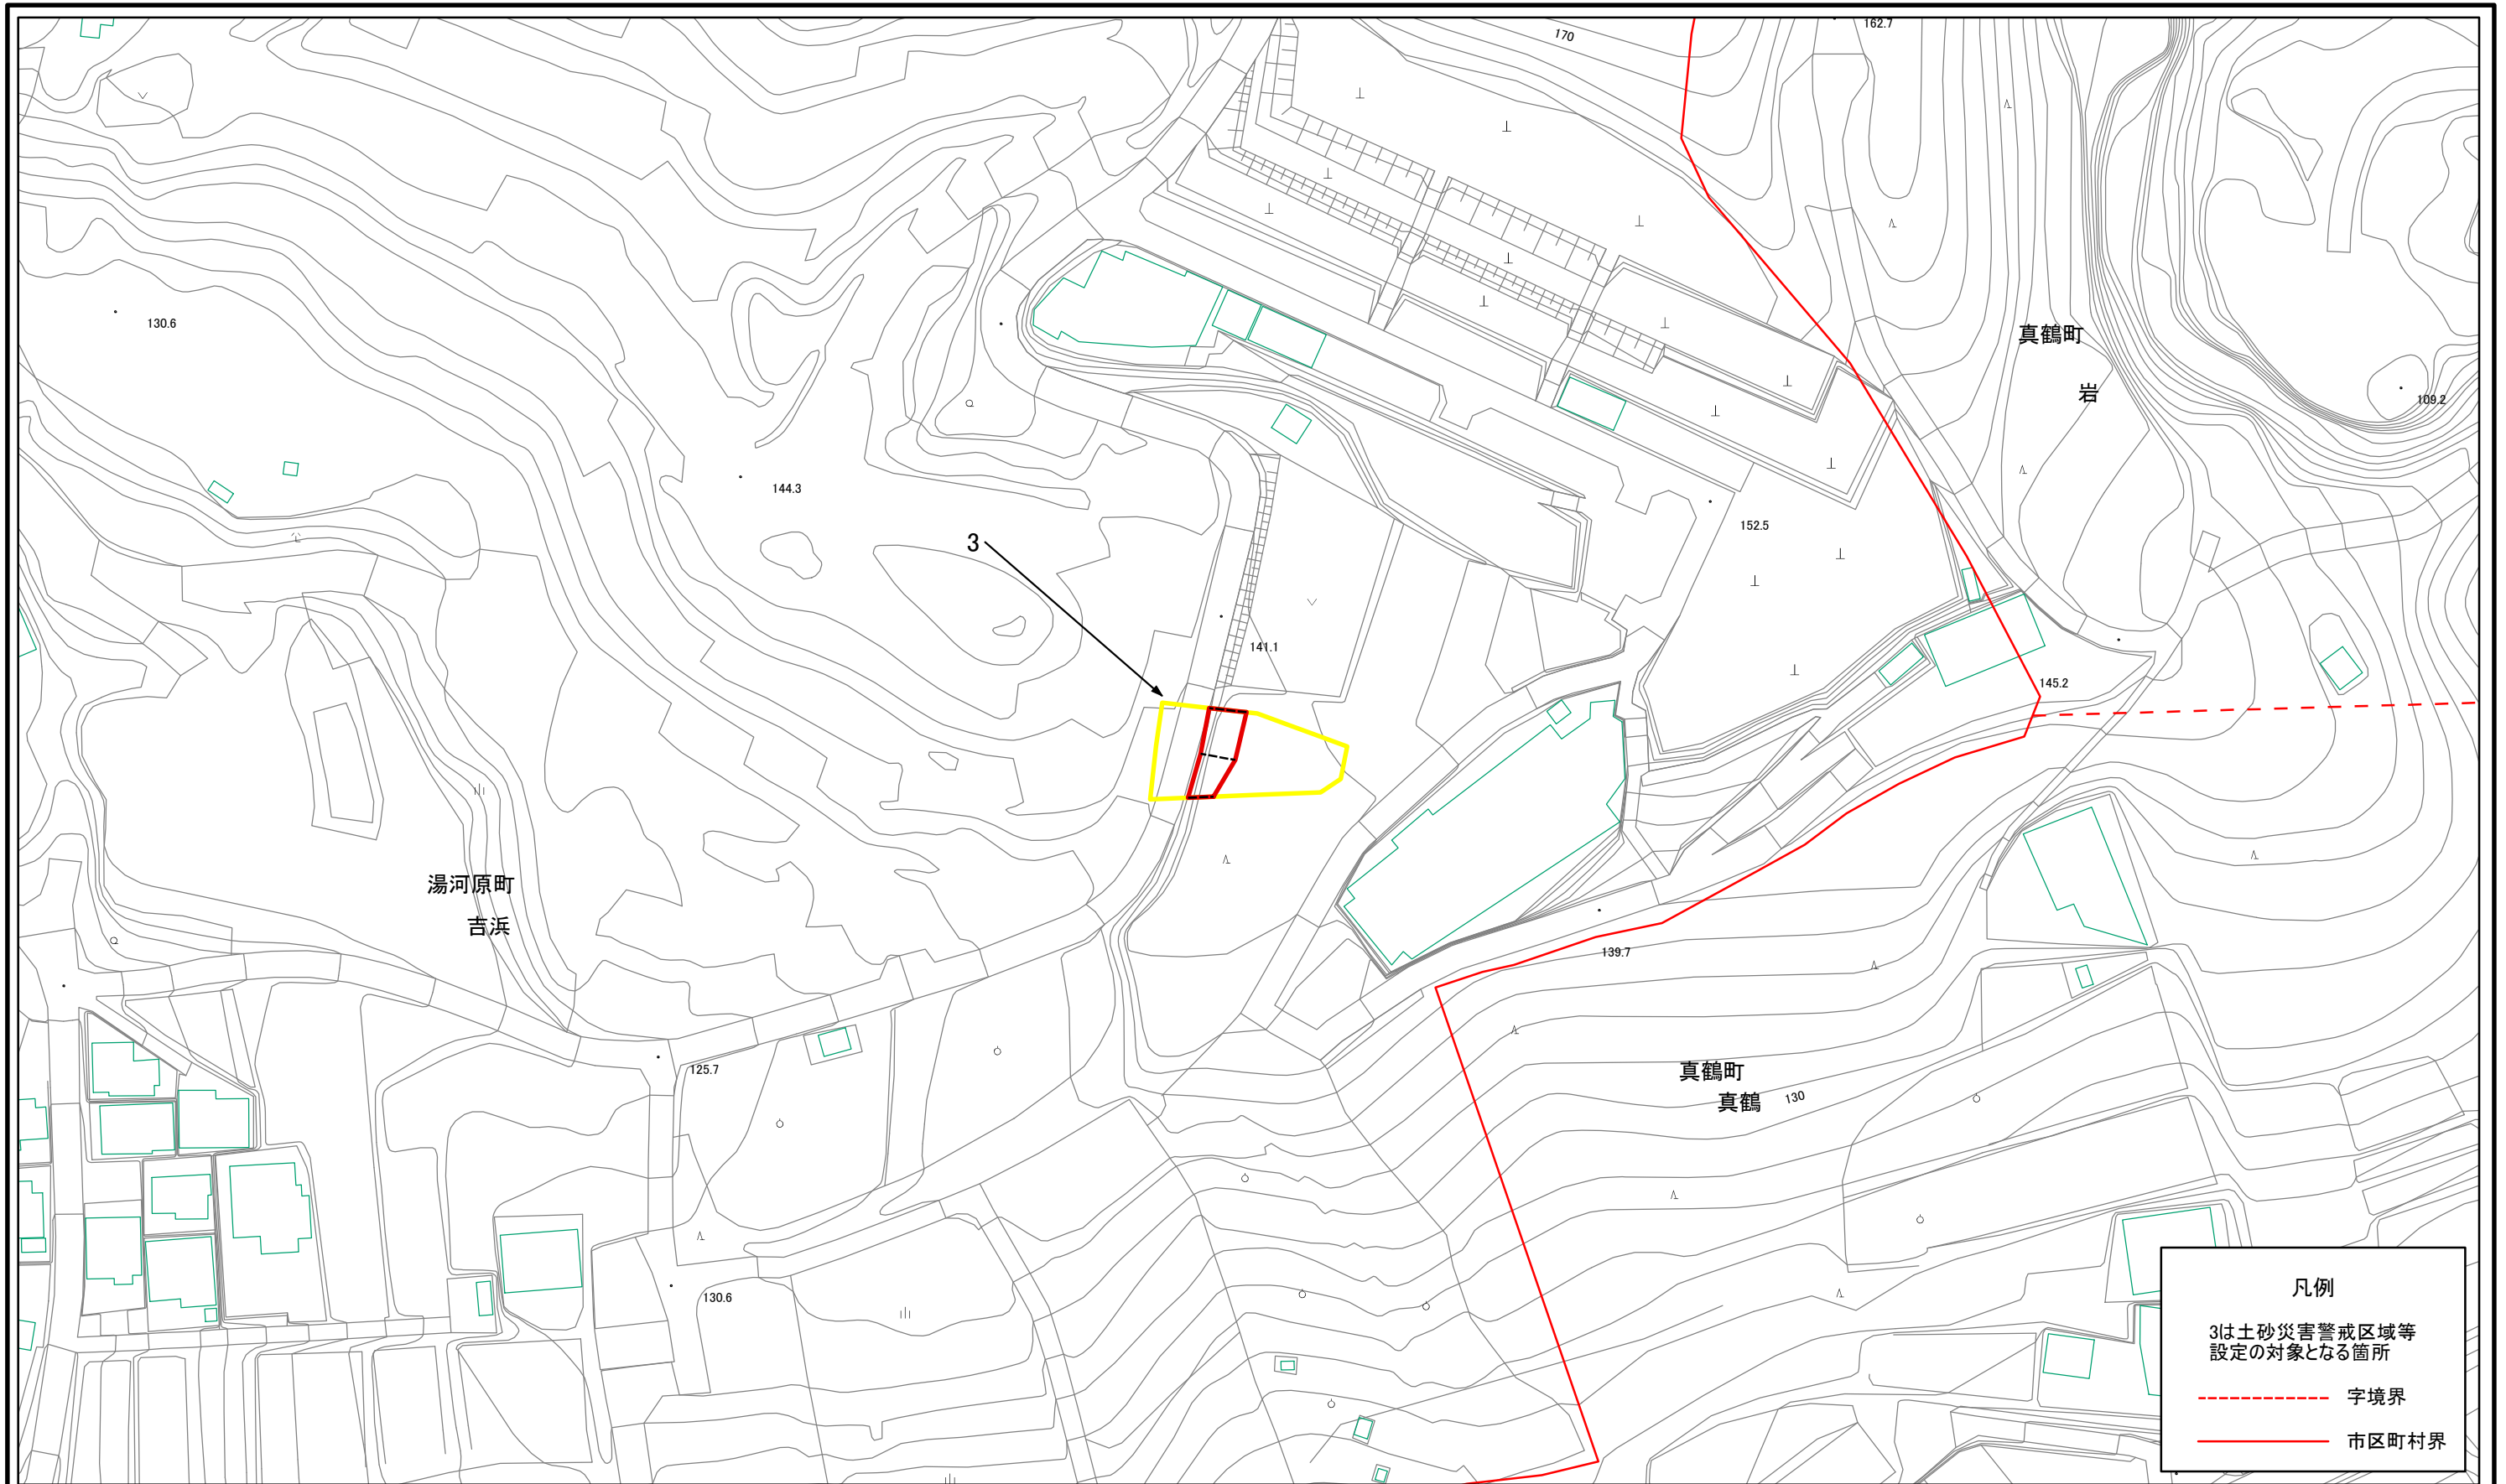 162.7
170
130.6
真鶴町
岩
109.2
144.3
152.5
3
141.1
145.2
湯河原町
吉浜
139.7
125.7
真鶴町
真鶴
130
130.6
凡例
3は土砂災害警戒区域等
設定の対象となる箇所
字境界
市区町村界